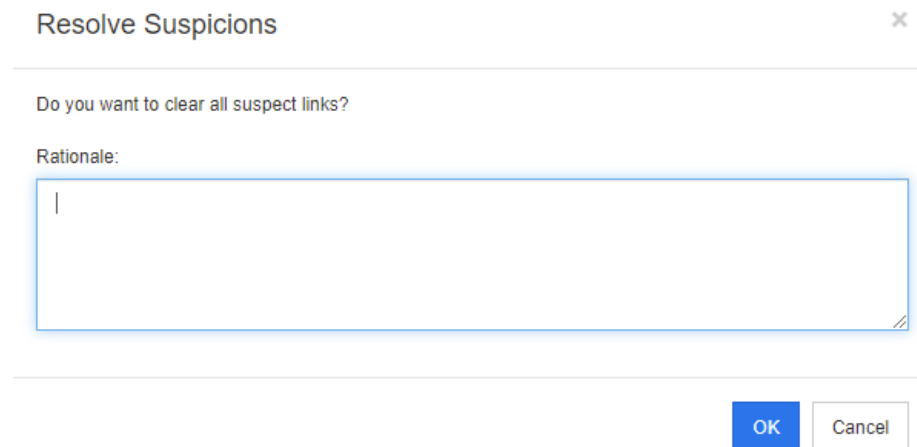 Resolve Suspicions
Do you want to clear all suspect links?
Rationale:
OK
Cancel